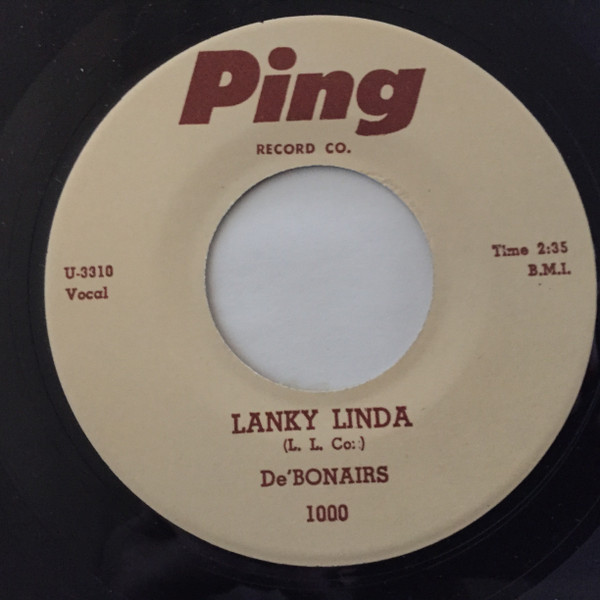 Ping
RECORD CO.
U-3310
Vocal
Time 2:35
B.M.I.
LANKY LINDA
(L. L. Co::)
De'BONAIRS
1000